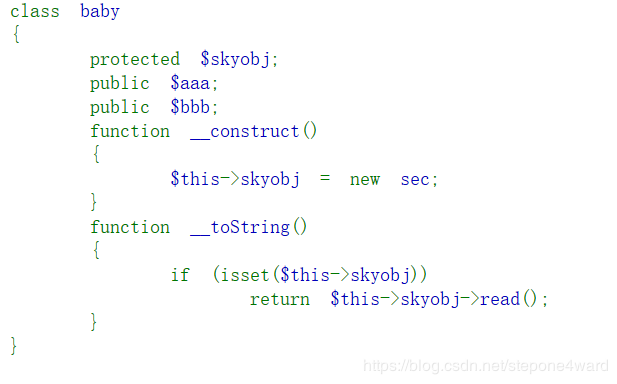 class baby
{
protected $skyobj;
public $aaa;
public $bbb;
function __construct()
{
$this->skyobj = new sec;
}
function __toString()
{
if (isset($this->skyobj))
return $this->skyobj->read();
}
}
https://blog.csdn.net/stepone4ward